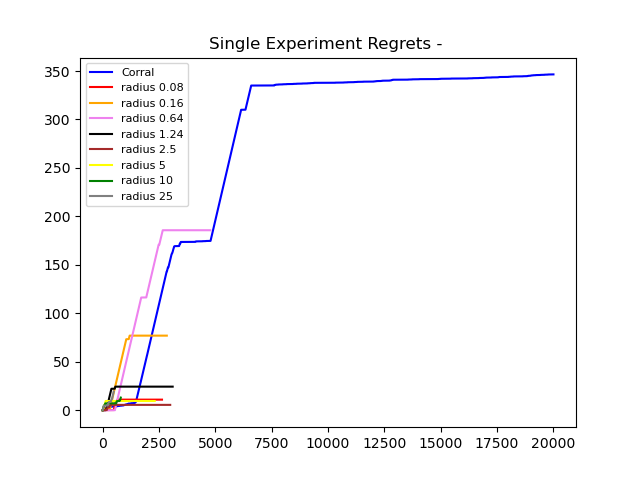 Single Experiment Regrets -
350
300
250
200
150
100
50
0
Corral
radius 0.08
radius 0.16
radius 0.64
radius 1.24
radius 2.5
radius 5
radius 10
radius 25
0 2500 5000 7500 10000 12500 15000 17500 20000